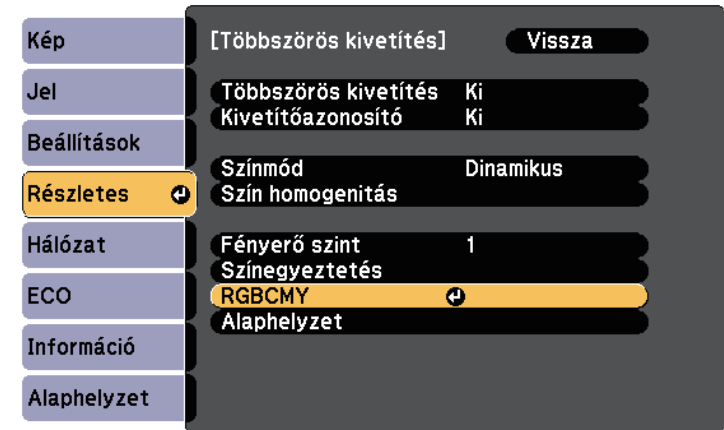 Kép
Jel
Beállítások
Részletes
Hálózat
ECO
Információ
Alaphelyzet
[Többszörös kivetítés] Vissza
Többszörös kivetítés Ki
Kivetítőazonosító Ki
Színmód Dinamikus
Szín homogenitás
Fényerő szint 1
Színegyeztetés
RGBCMY
Alaphelyzet